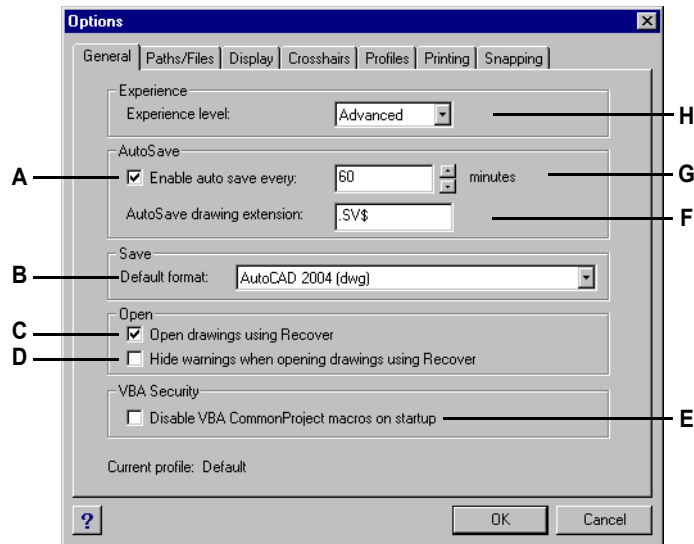 Options
General Paths/Files Display Crosshairs Profiles Printing Snapping
Experience
Experience level: Advanced H
AutoSave
A Enable auto save every: 60 minutes G
AutoSave drawing extension: .SV$ F
Save
B Default format: AutoCAD 2004 (dwg)
Open
C Open drawings using Recover
D Hide warnings when opening drawings using Recover
VBA Security
Disable VBA CommonProject macros on startup E
Current profile: Default
? OK Cancel